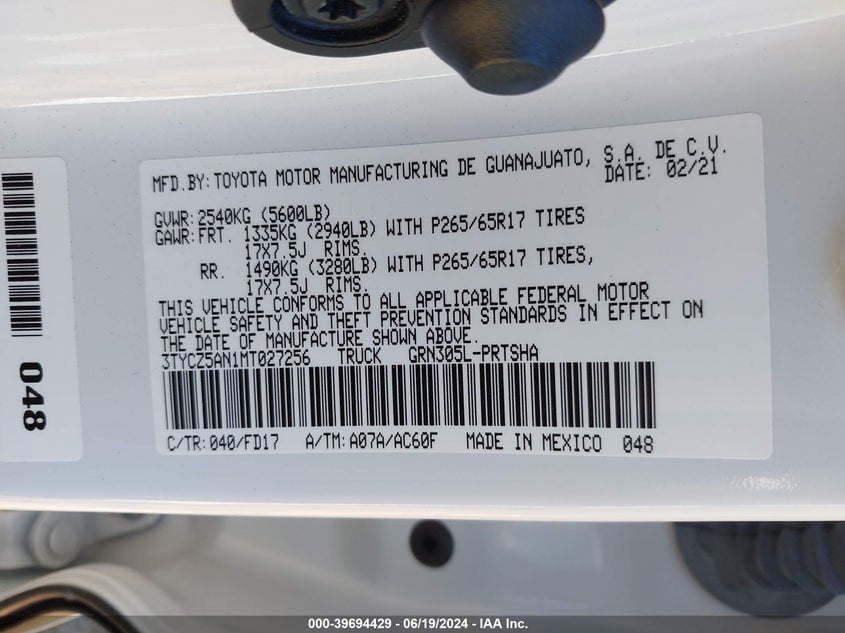 MFD.BY: TOYOTA MOTOR MANUFACTURING DE GUANAJUATO, S.A. DE C.V.
DATE: 02/21
GVWR: 2540KG (5600LB)
GAWR: FRT. 1335KG (2940LB) WITH P265/65R17 TIRES
17X7.5J RIMS.
RR. 1490KG (3280LB) WITH P265/65R17 TIRES,
17X7.5J RIMS.
THIS VEHICLE CONFORMS TO ALL APPLICABLE FEDERAL MOTOR
VEHICLE SAFETY AND THEFT PREVENTION STANDARDS IN EFFECT ON
THE DATE OF MANUFACTURE SHOWN ABOVE.
3TYCZ5AN1MT027256 TRUCK GRN305L-PRTSHA
C/TR: 040/FD17 A/TM: A07A/AC60F MADE IN MEXICO 048
048
000-39694429 - 06/19/2024 - IAA Inc.